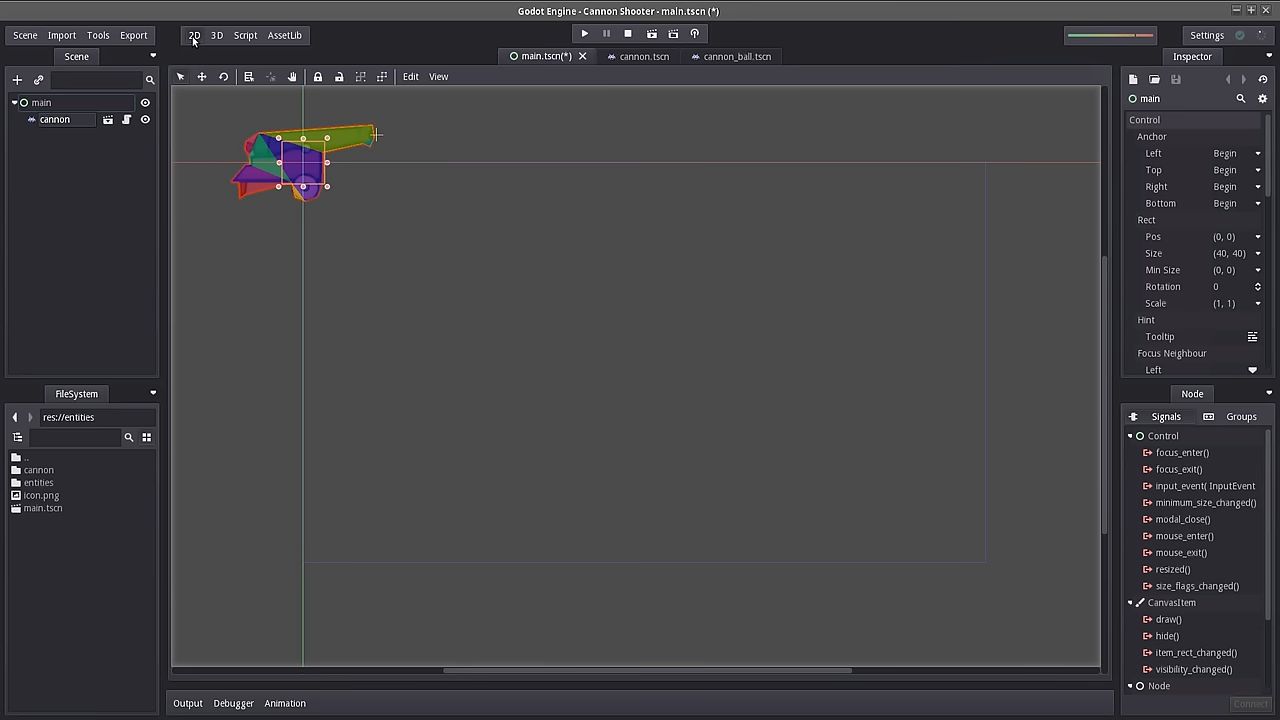 Godot Engine - Cannon Shooter - main.tscn (*)
Scene Import Tools Export 2D 3D Script AssetLib Settings
Scene main.tscn(*) cannon.tscn cannon_ball.tscn Inspector
Edit View
main
cannon
main
Control
Anchor
Left Begin
Top Begin
Right Begin
Bottom Begin
Rect
Pos (0, 0)
Size (40, 40)
Min Size (0, 0)
Rotation 0
Scale (1, 1)
Hint
Tooltip
Focus Neighbour
Left
FileSystem
res://entities
..
cannon
entities
icon.png
main.tscn
Node
Signals Groups
Control
focus_enter()
focus_exit()
input_event( InputEvent
minimum_size_changed()
modal_close()
mouse_enter()
mouse_exit()
resized()
size_flags_changed()
CanvasItem
draw()
hide()
item_rect_changed()
visibility_changed()
Node
Connect
Output Debugger Animation